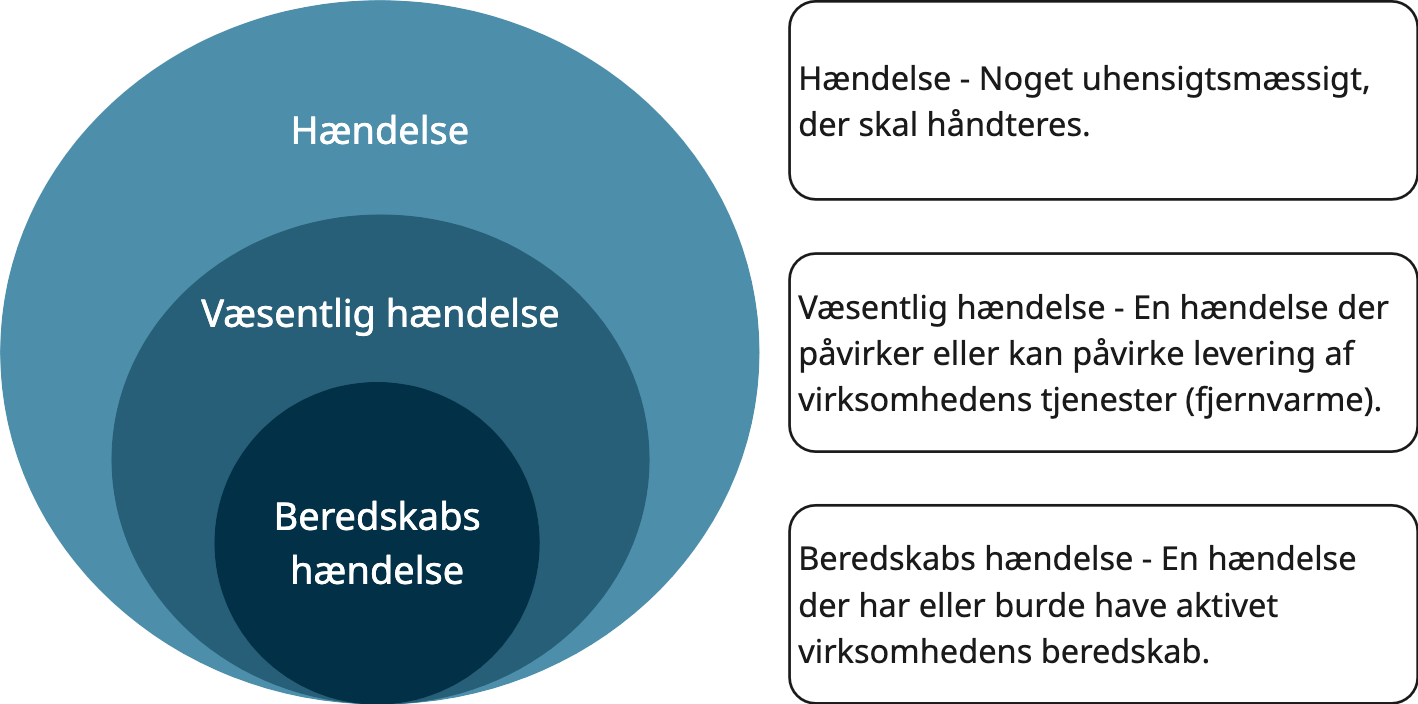 Hændelse
Væsentlig hændelse
Beredskabs
hændelse
Hændelse - Noget uhensigtsmæssigt,
der skal håndteres.
Væsentlig hændelse - En hændelse der
påvirker eller kan påvirke levering af
virksomhedens tjenester (fjernvarme).
Beredskabs hændelse - En hændelse
der har eller burde have aktivet
virksomhedens beredskab.